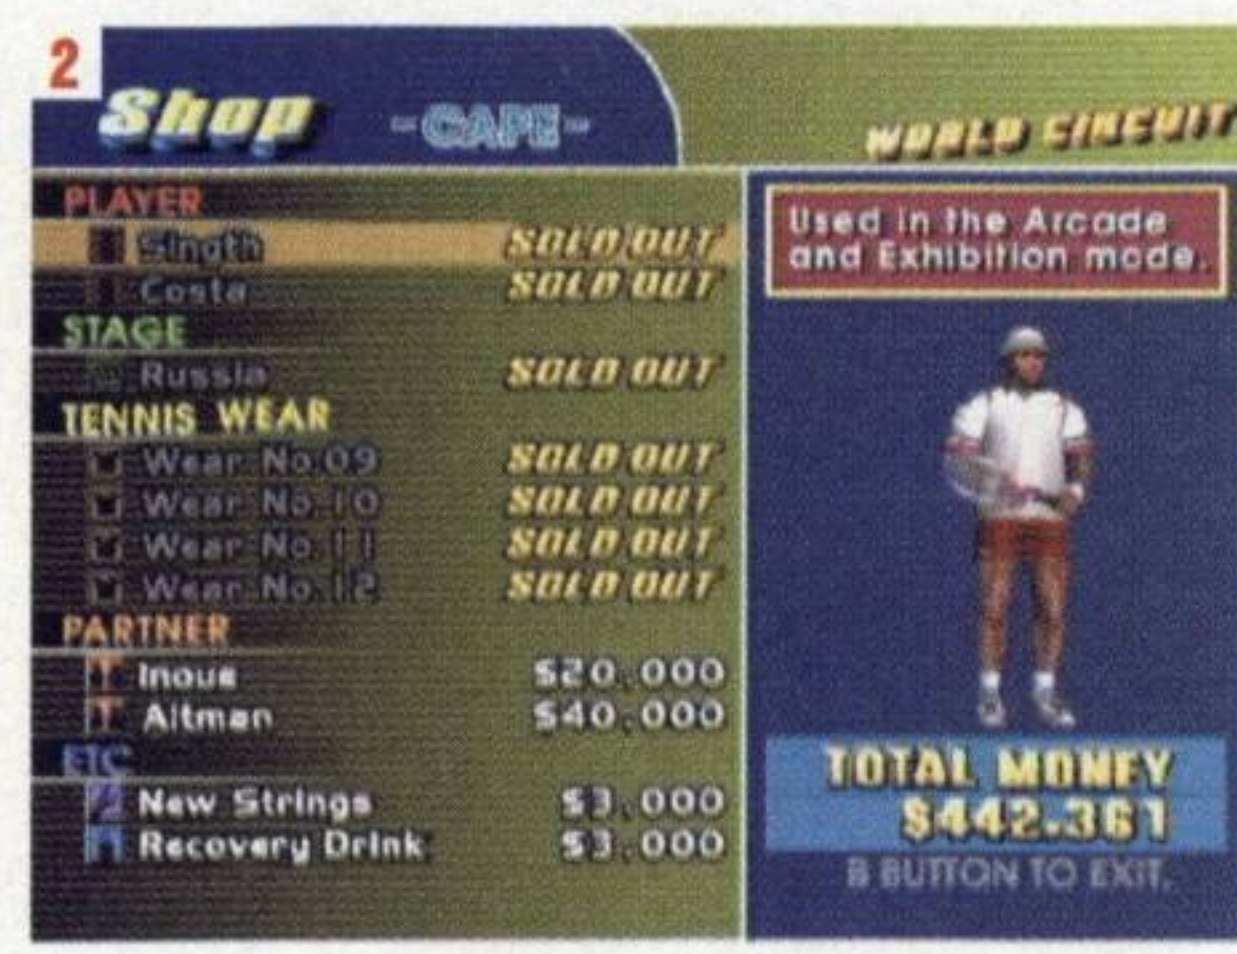 2
Shop -CAPE-
WORLD CIRCUIT
PLAYER
Singth SOLD OUT
Costa SOLD OUT
STAGE
Russia SOLD OUT
TENNIS WEAR
Wear No.09 SOLD OUT
Wear No.10 SOLD OUT
Wear No.11 SOLD OUT
Wear No.12 SOLD OUT
PARTNER
Inoue $20,000
Altman $40,000
ETC
New Strings $3,000
Recovery Drink $3,000
Used in the Arcade
and Exhibition mode.
TOTAL MONEY
$442.361
B BUTTON TO EXIT.